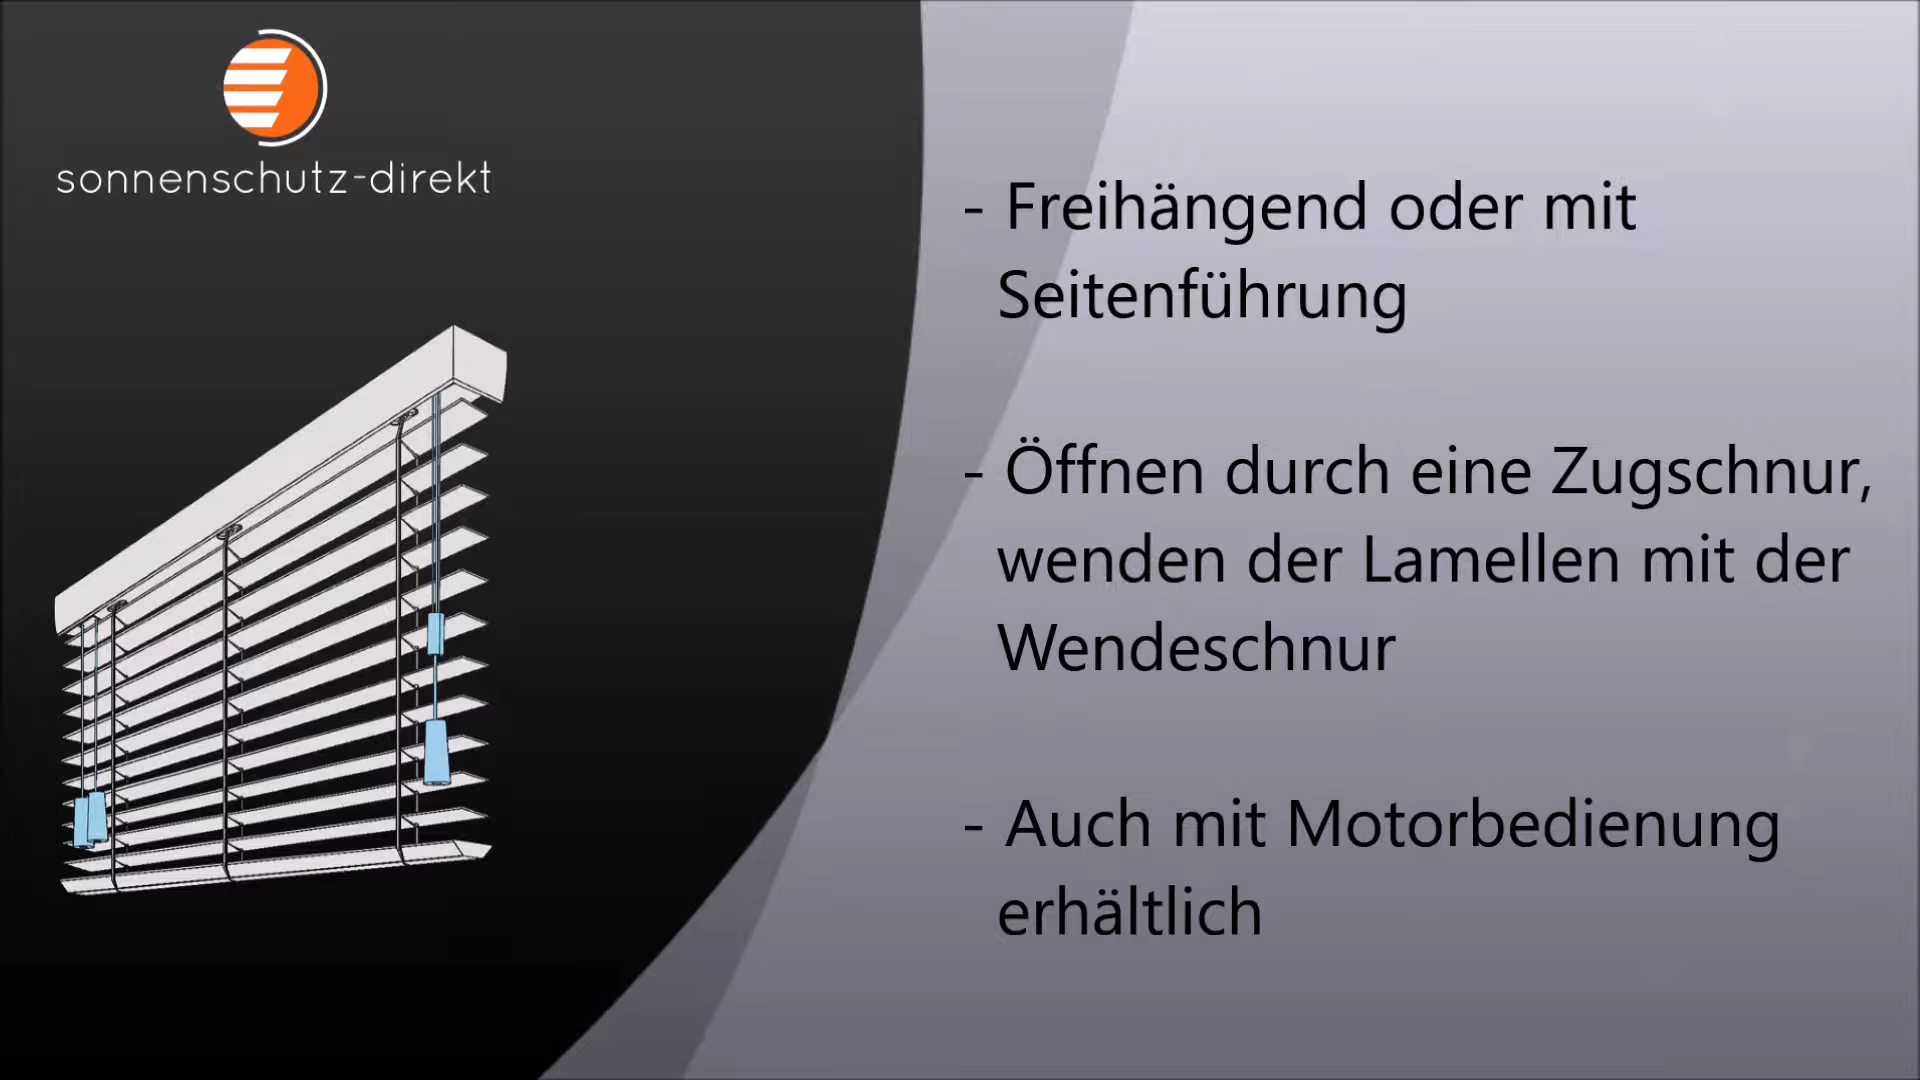 sonnenschutz-direkt
- Freihängend oder mit
Seitenführung
- Öffnen durch eine Zugschnur,
wenden der Lamellen mit der
Wendeschnur
- Auch mit Motorbedienung
erhältlich